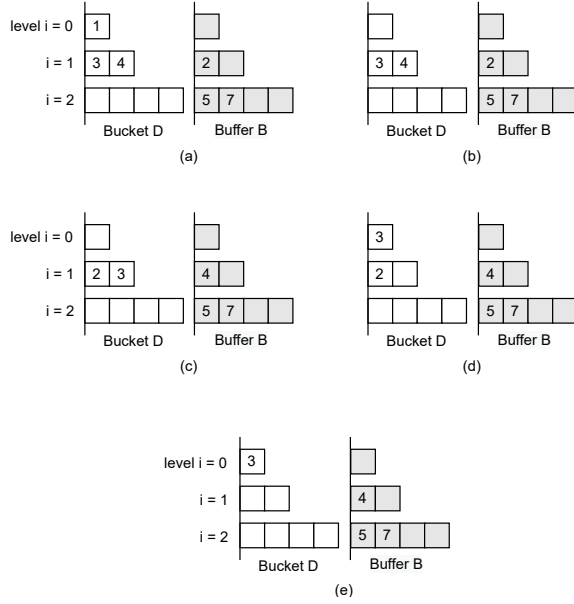 level i = 0 1
i = 1 3 4 2
i = 2 5 7
Bucket D Buffer B
(a)
3 4 2
5 7
Bucket D Buffer B
(b)
level i = 0
i = 1 2 3 4
i = 2 5 7
Bucket D Buffer B
(c)
3
2 4
5 7
Bucket D Buffer B
(d)
level i = 0 3
i = 1 4
i = 2 5 7
Bucket D Buffer B
(e)